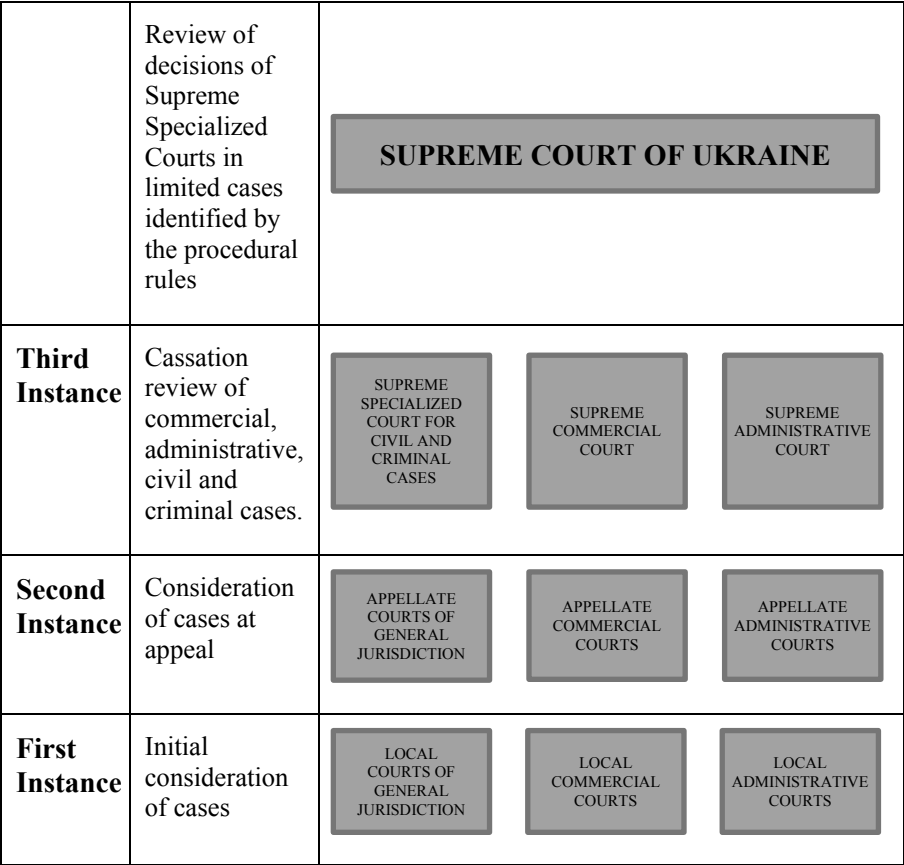 Review of
decisions of
Supreme
Specialized
Courts in
limited cases
identified by
the procedural
rules
SUPREME COURT OF UKRAINE
Third
Instance
Cassation
review of
commercial,
administrative,
civil and
criminal cases.
SUPREME
SPECIALIZED
COURT FOR
CIVIL AND
CRIMINAL
CASES
SUPREME
COMMERCIAL
COURT
SUPREME
ADMINISTRATIVE
COURT
Second
Instance
Consideration
of cases at
appeal
APPELLATE
COURTS OF
GENERAL
JURISDICTION
APPELLATE
COMMERCIAL
COURTS
APPELLATE
ADMINISTRATIVE
COURTS
First
Instance
Initial
consideration
of cases
LOCAL
COURTS OF
GENERAL
JURISDICTION
LOCAL
COMMERCIAL
COURTS
LOCAL
ADMINISTRATIVE
COURTS